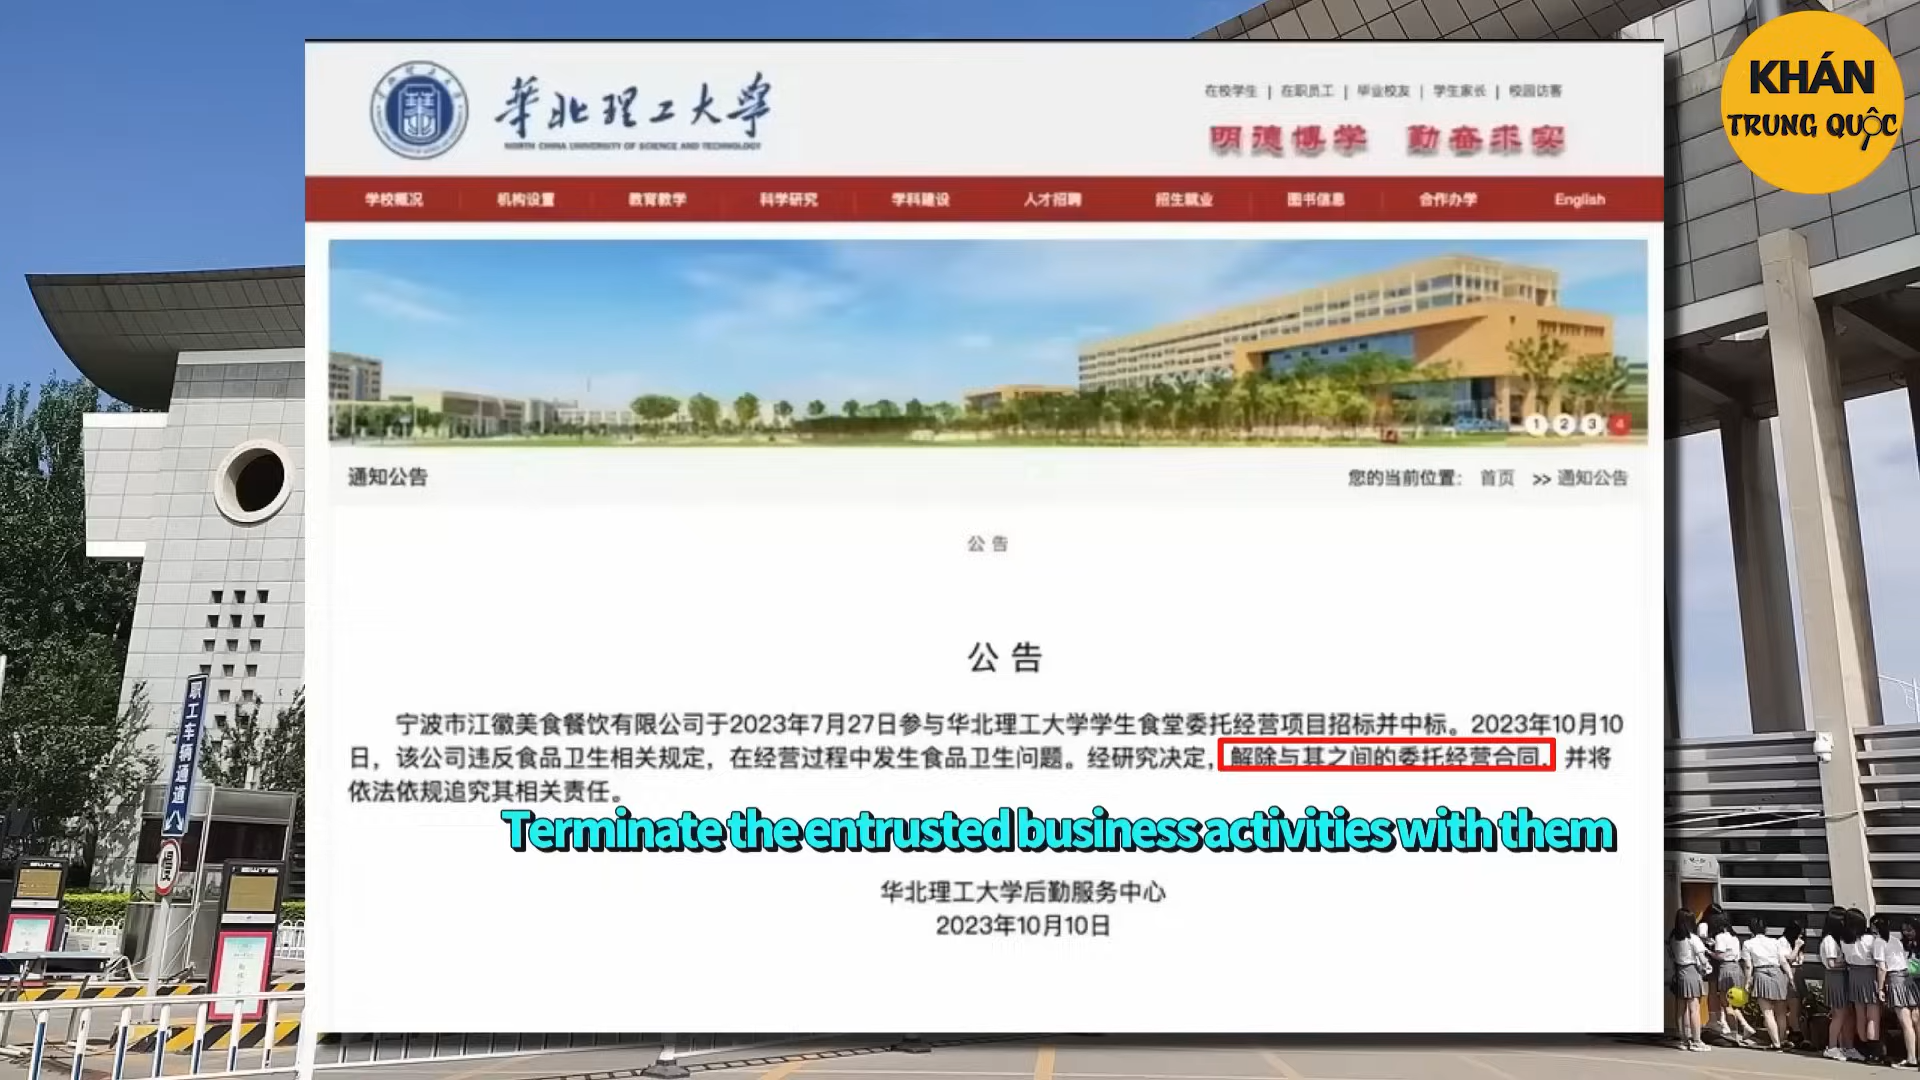 KHÁN
TRUNG QUỐC
華北理工大學
NORTH CHINA UNIVERSITY OF SCIENCE AND TECHNOLOGY
在校学生 | 在职员工 | 毕业校友 | 学生家长 | 校园访客
明德博学 勤奋求实
学校概况 机构设置 教育教学 科学研究 学科建设 人才招聘 招生就业 图书信息 合作办学 English
1 2 3 4
通知公告
您的当前位置： 首页 >> 通知公告
公 告
公 告
宁波市江徽美食餐饮有限公司于2023年7月27日参与华北理工大学学生食堂委托经营项目招标并中标。2023年10月10
日，该公司违反食品卫生相关规定，在经营过程中发生食品卫生问题。经研究决定，解除与其之间的委托经营合同，并将
依法依规追究其相关责任。
Terminate the entrusted business activities with them
华北理工大学后勤服务中心
2023年10月10日
职工车辆通道